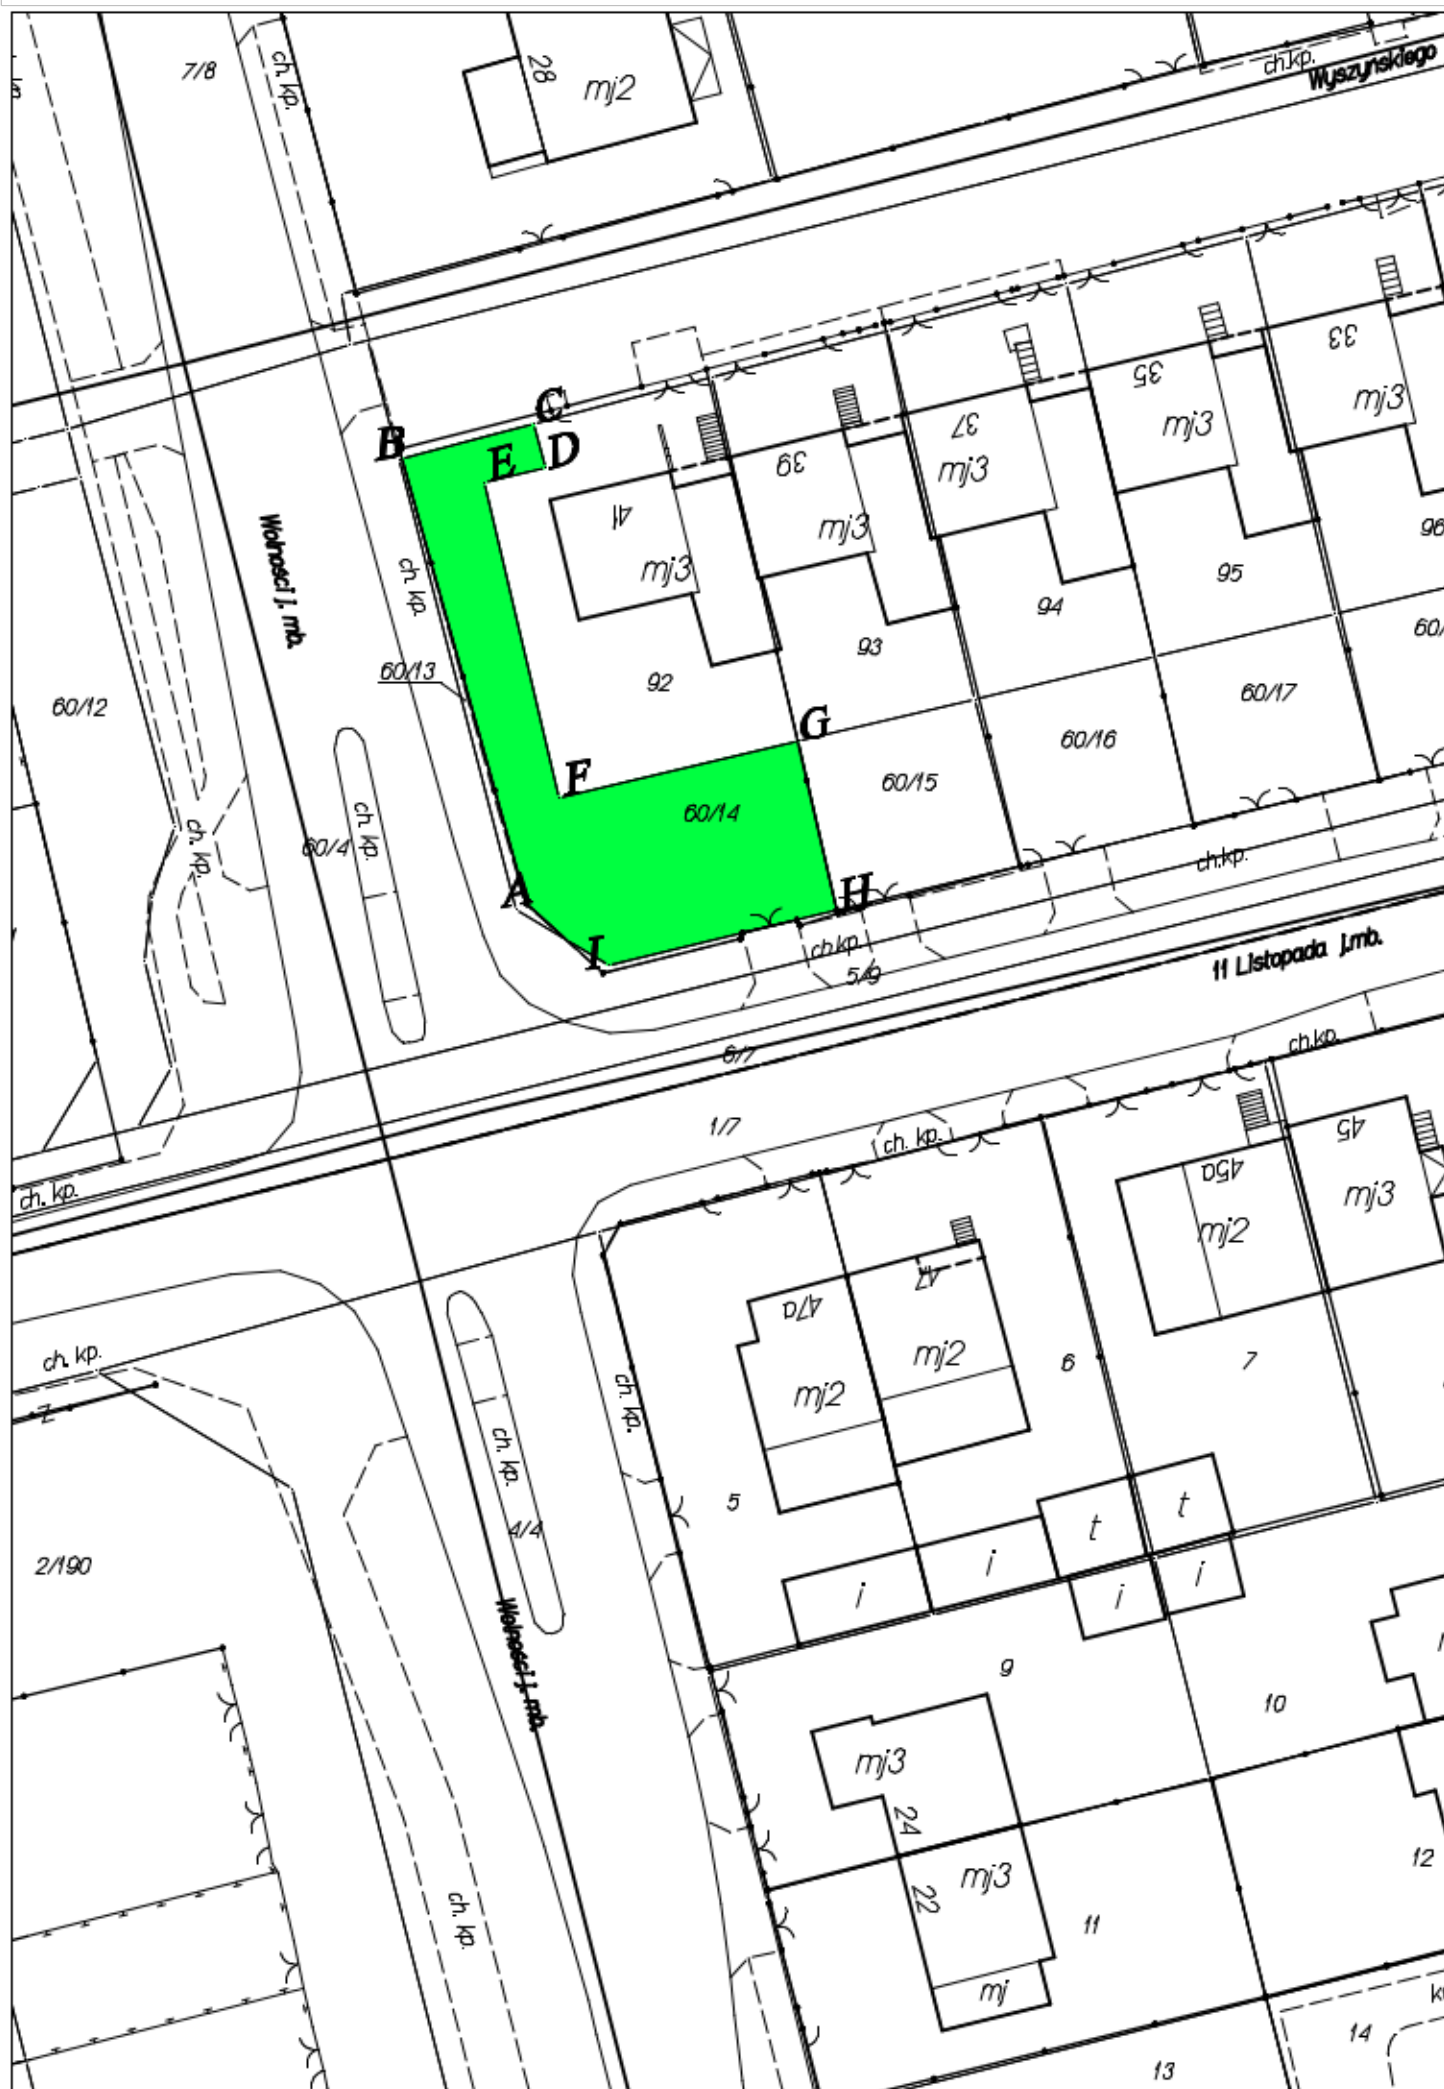 7/8
ch. kp.
28
mj2
ch.kp.
Wyszyńskiego
33
mj3
35
mj3
37
mj3
39
mj3
41
mj3
B
C
D
E
ch. kp.
Wolności j. mb.
96
95
94
93
92
60/13
60/12
60/17
60/16
60/15
60/14
G
F
ch. kp.
60/4
ch. kp.
A
H
I
ch.kp.
ch.kp.
5/9
11 Listopada j.mb.
6/7
1/7
ch.kp.
ch. kp.
ch. kp.
45
45a
mj3
mj2
47
47a
mj2
mj2
6
7
5
ch. kp.
ch. kp.
z
ch. kp.
4/4
t
t
i
i
i
i
2/190
Wolności j. mb.
9
10
mj3
24
mj3
22
12
11
ch. kp.
mj
14
13